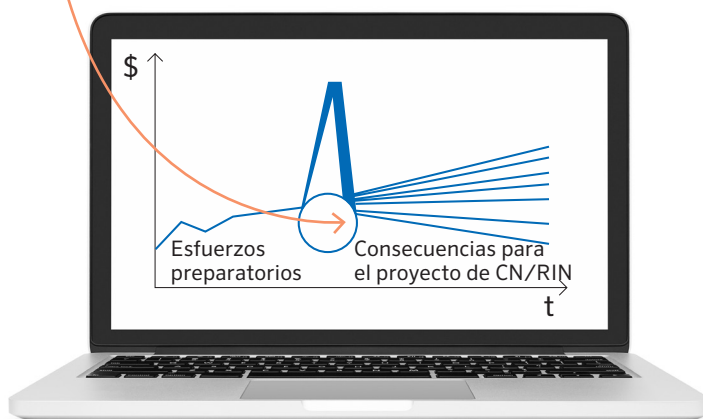 $
Esfuerzos
preparatorios
Consecuencias para
el proyecto de CN/RIN
t